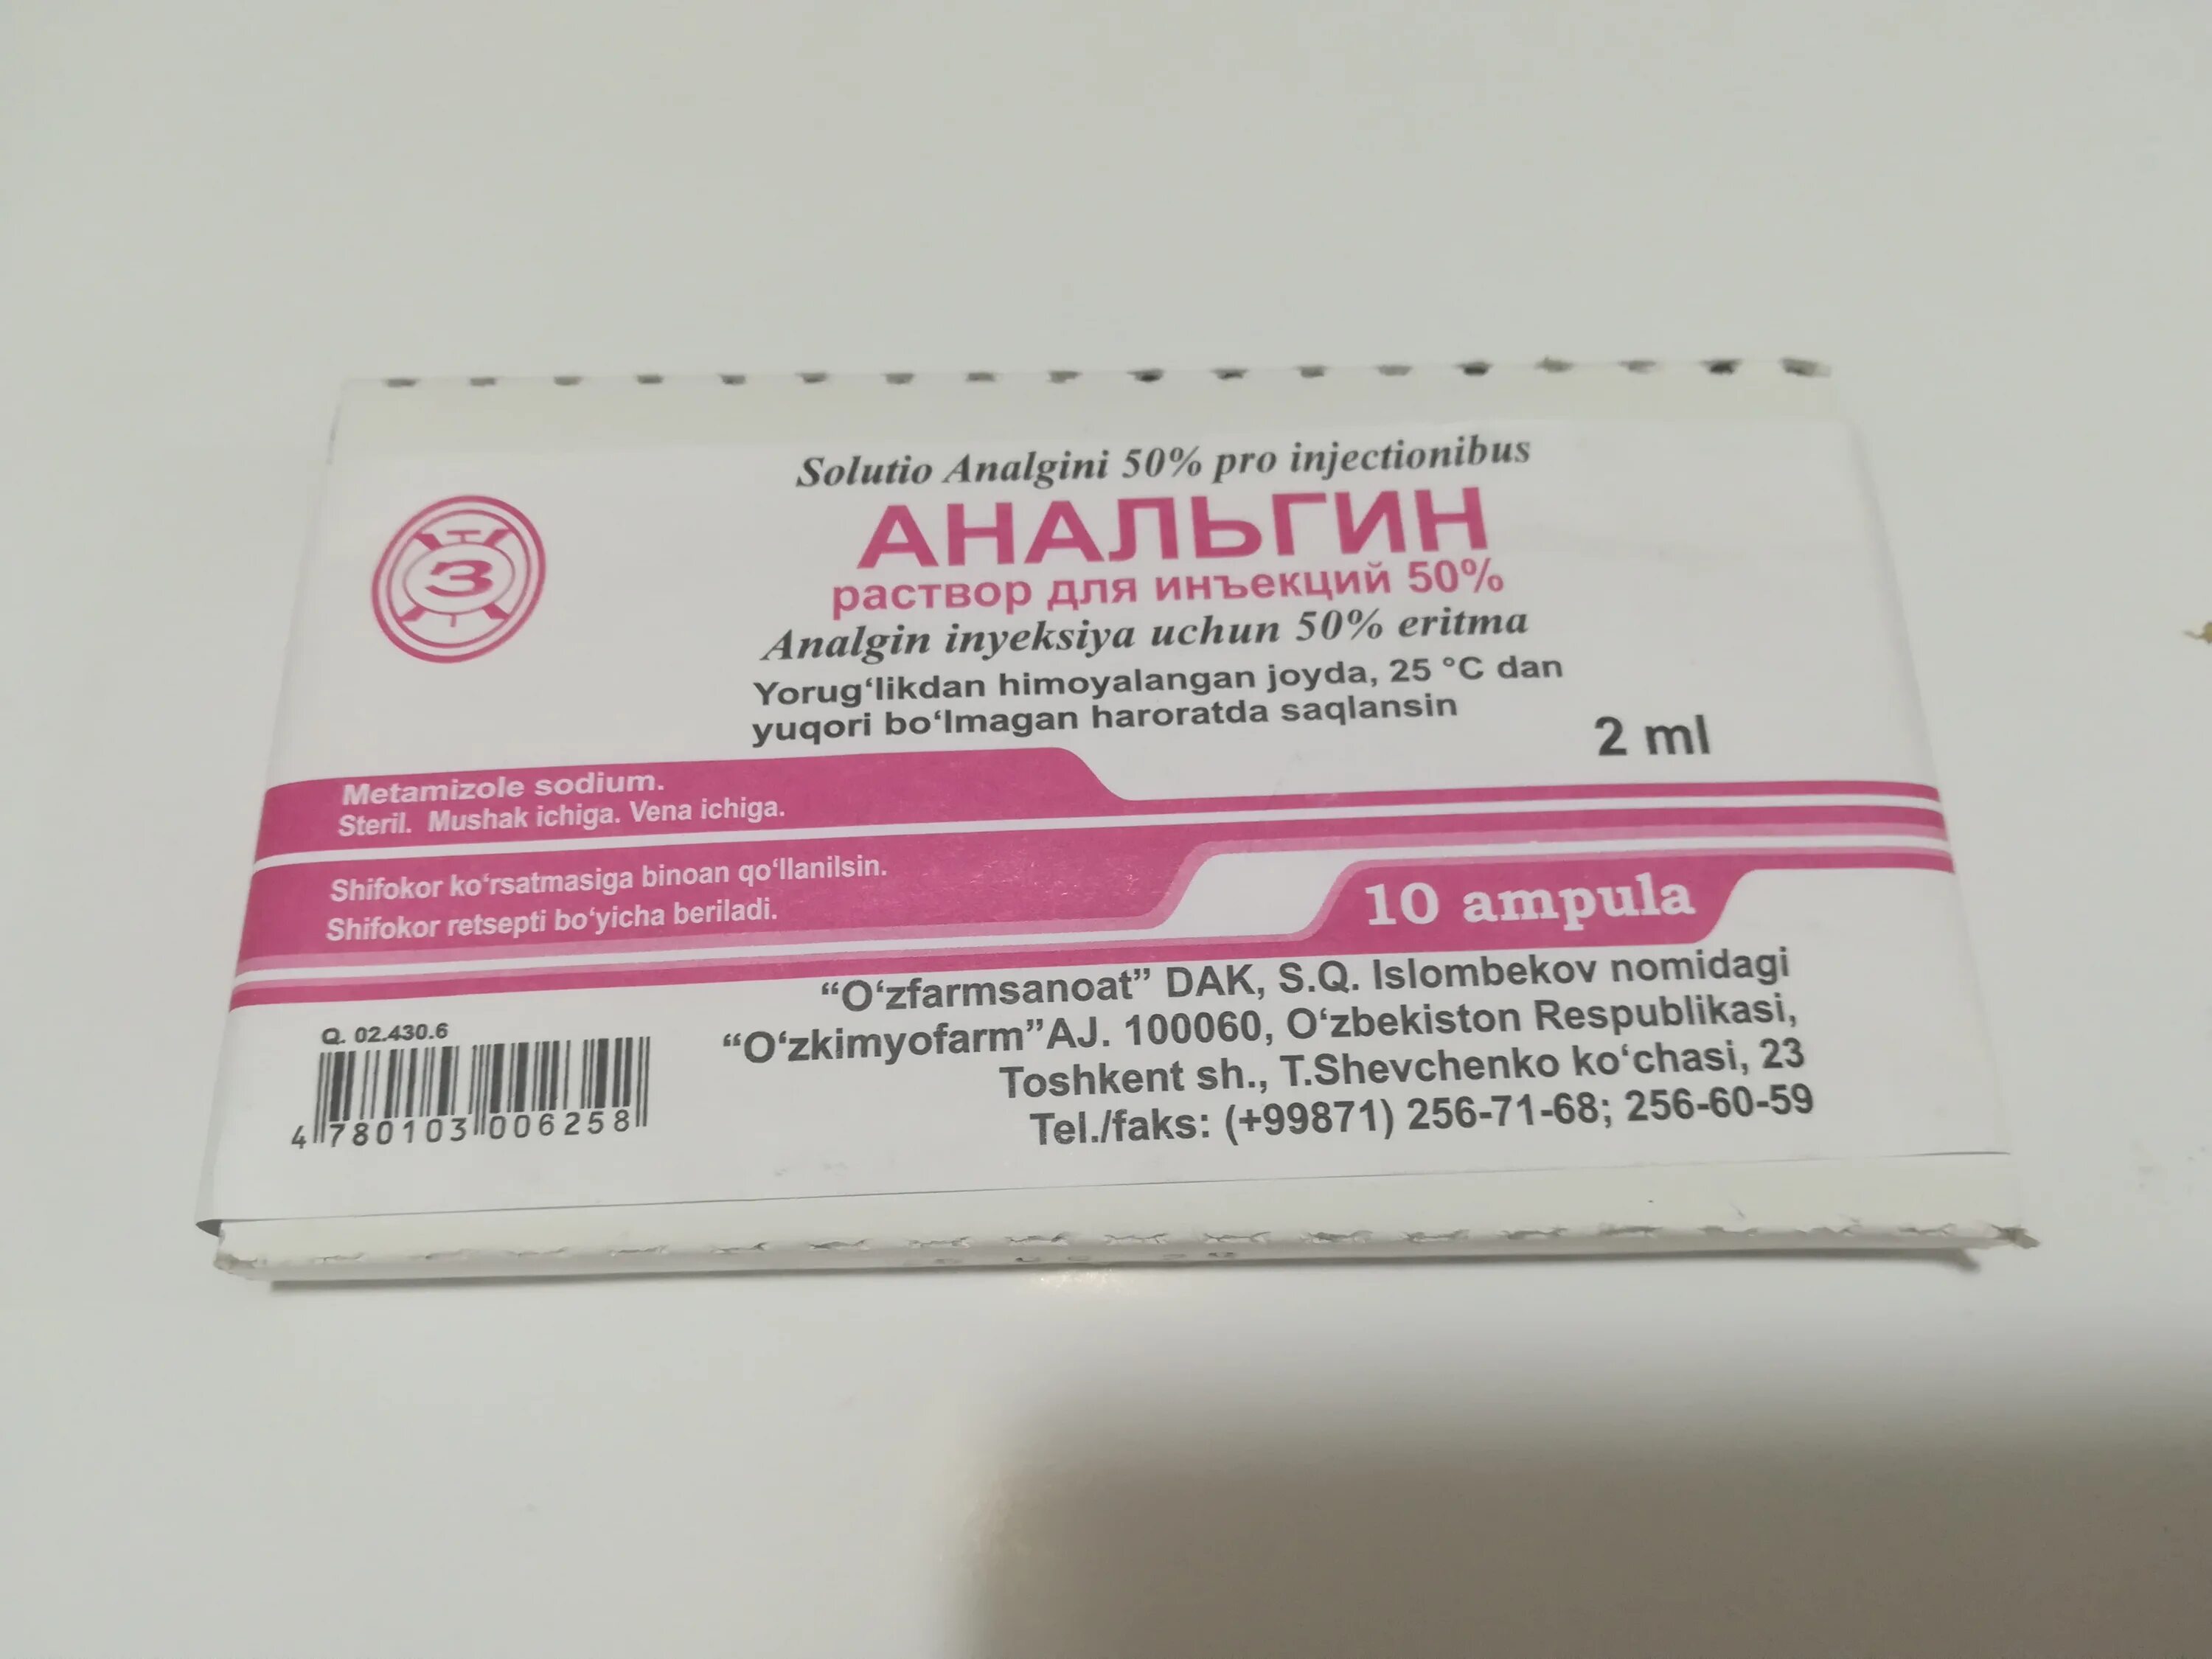 Solutio Analgini 50% pro injectionibus
АНАЛЬГИН
раствор для инъекций 50%
Analgin inyeksiya uchun 50% eritma
Yorug‘likdan himoyalangan joyda, 25 °C dan
yuqori bo‘lmagan haroratda saqlansin
2 ml
З
Metamizole sodium.
Steril. Mushak ichiga. Vena ichiga.
Shifokor ko‘rsatmasiga binoan qo‘llanilsin.
Shifokor retsepti bo‘yicha beriladi.
10 ampula
“O‘zfarmsanoat” DAK, S.Q. Islombekov nomidagi
“O‘zkimyofarm”AJ. 100060, O‘zbekiston Respublikasi,
Toshkent sh., T.Shevchenko ko‘chasi, 23
Tel./faks: (+99871) 256-71-68; 256-60-59
Q. 02.430.6
4 780103 006258